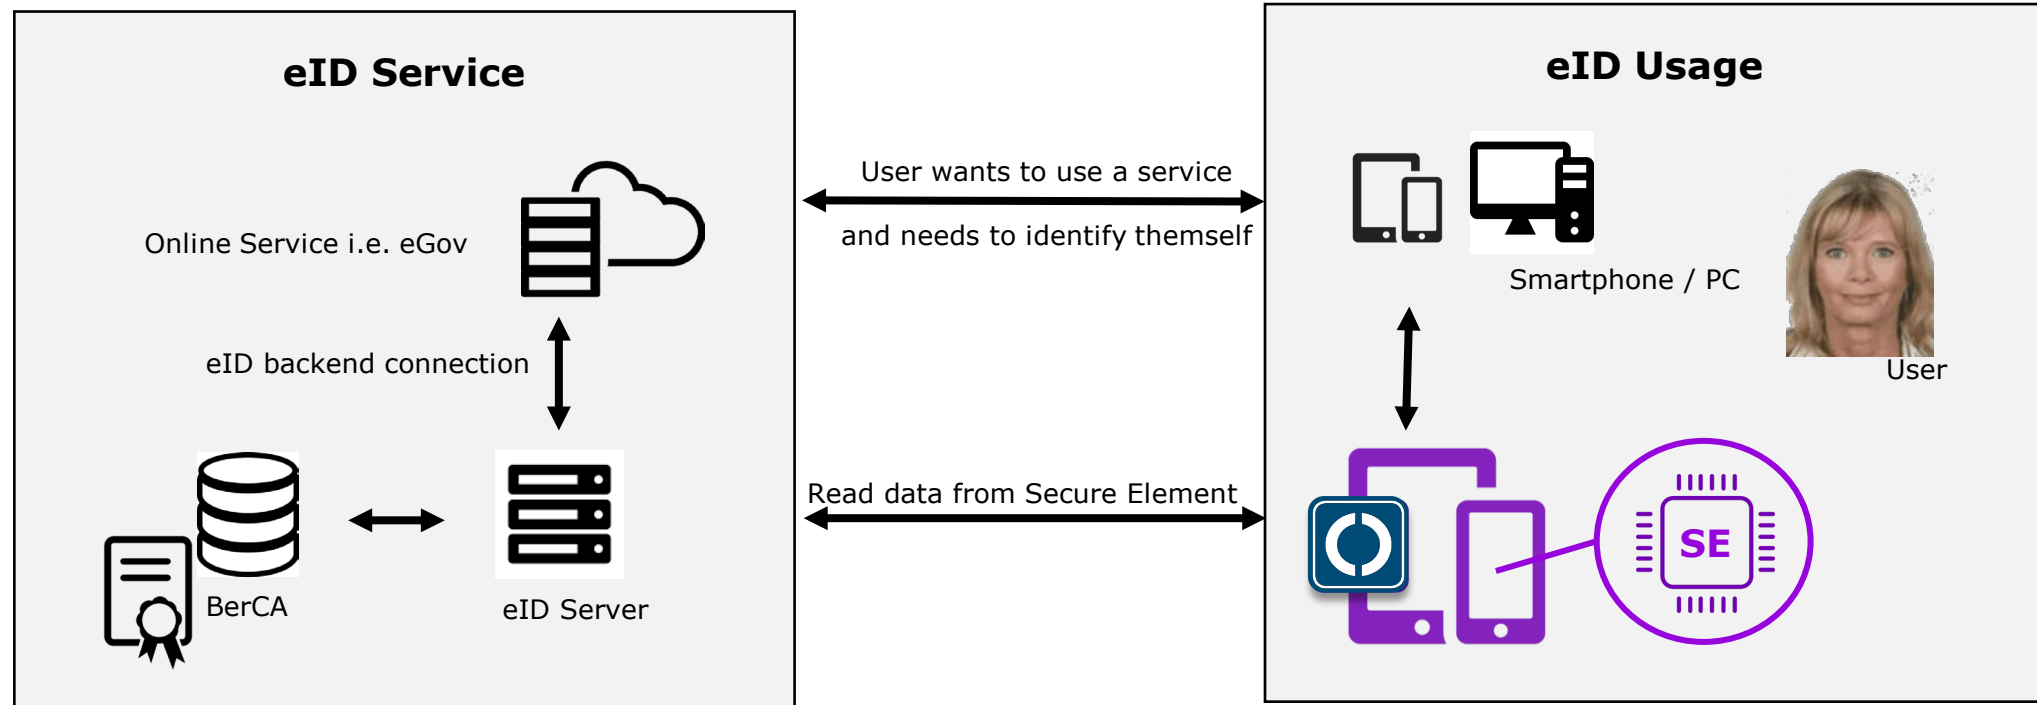 eID Service
eID Usage
User wants to use a service
and needs to identify themself
Online Service i.e. eGov
Smartphone / PC
eID backend connection
User
Read data from Secure Element
SE
BerCA
eID Server